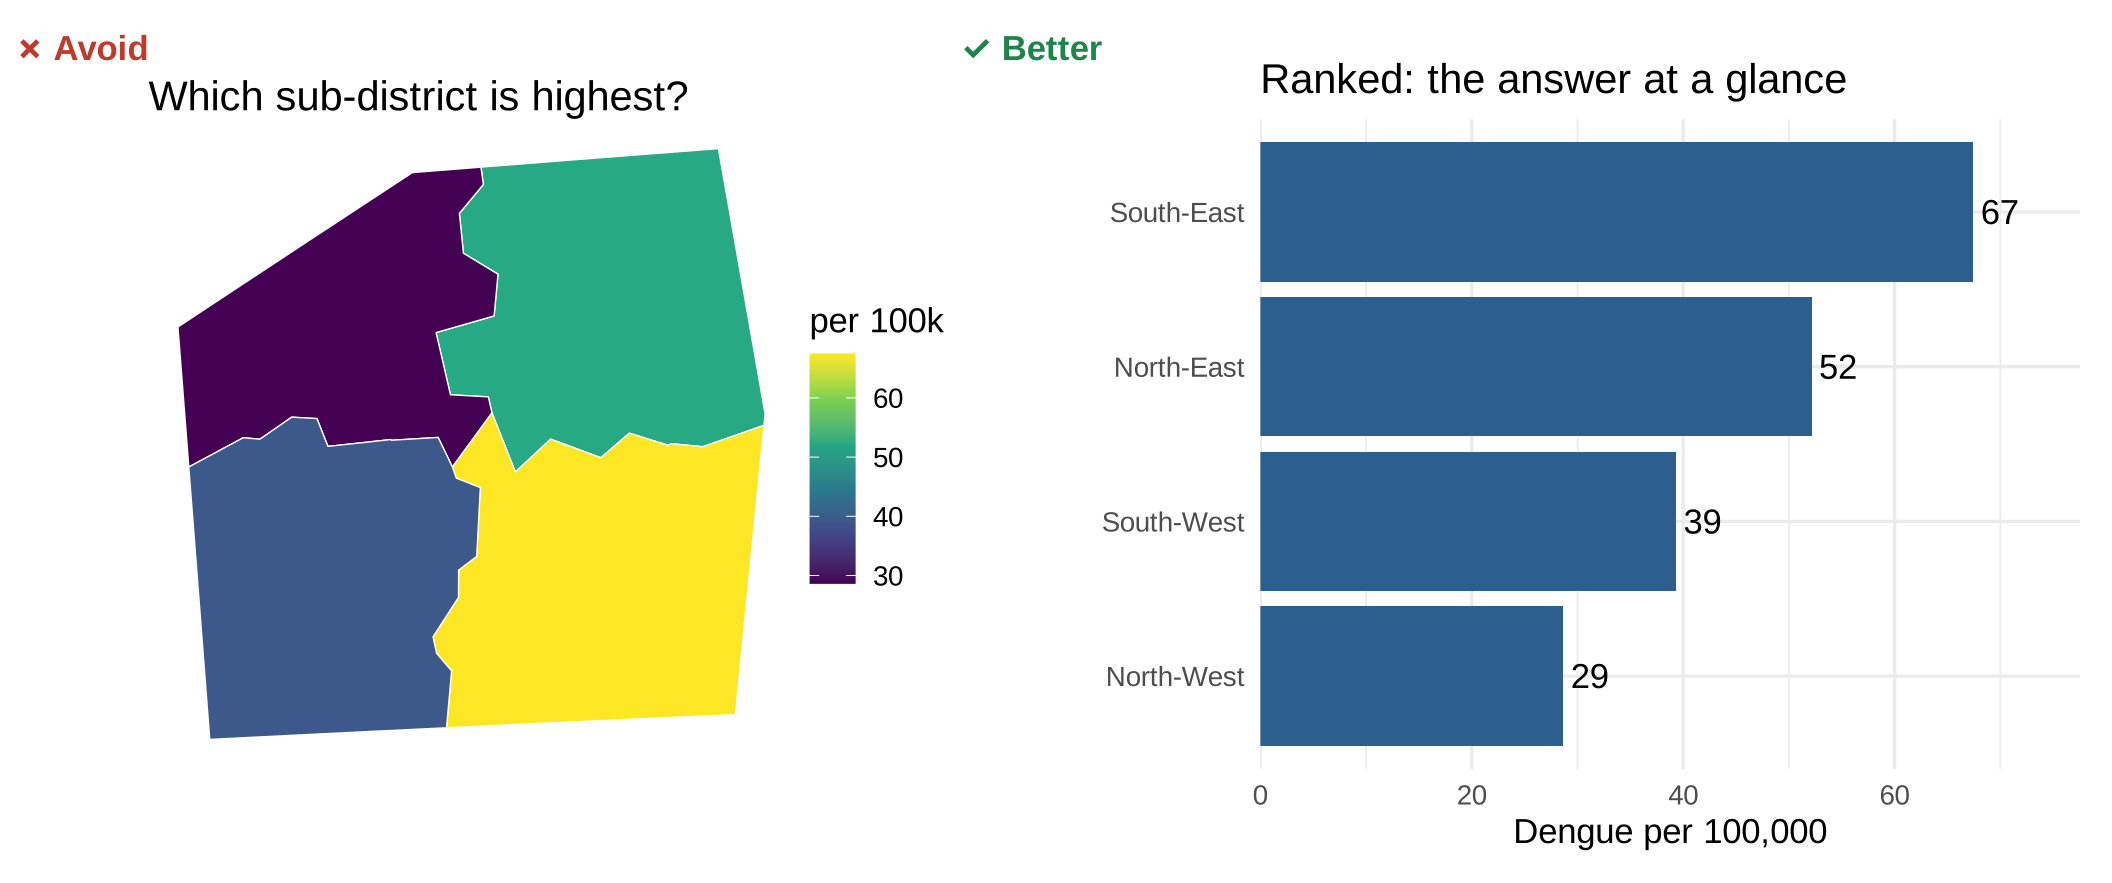 Avoid
Which sub-district is highest?
per 100k
60
50
40
30
Better
Ranked: the answer at a glance
South-East
67
North-East
52
South-West
39
North-West
29
0 20 40 60
Dengue per 100,000